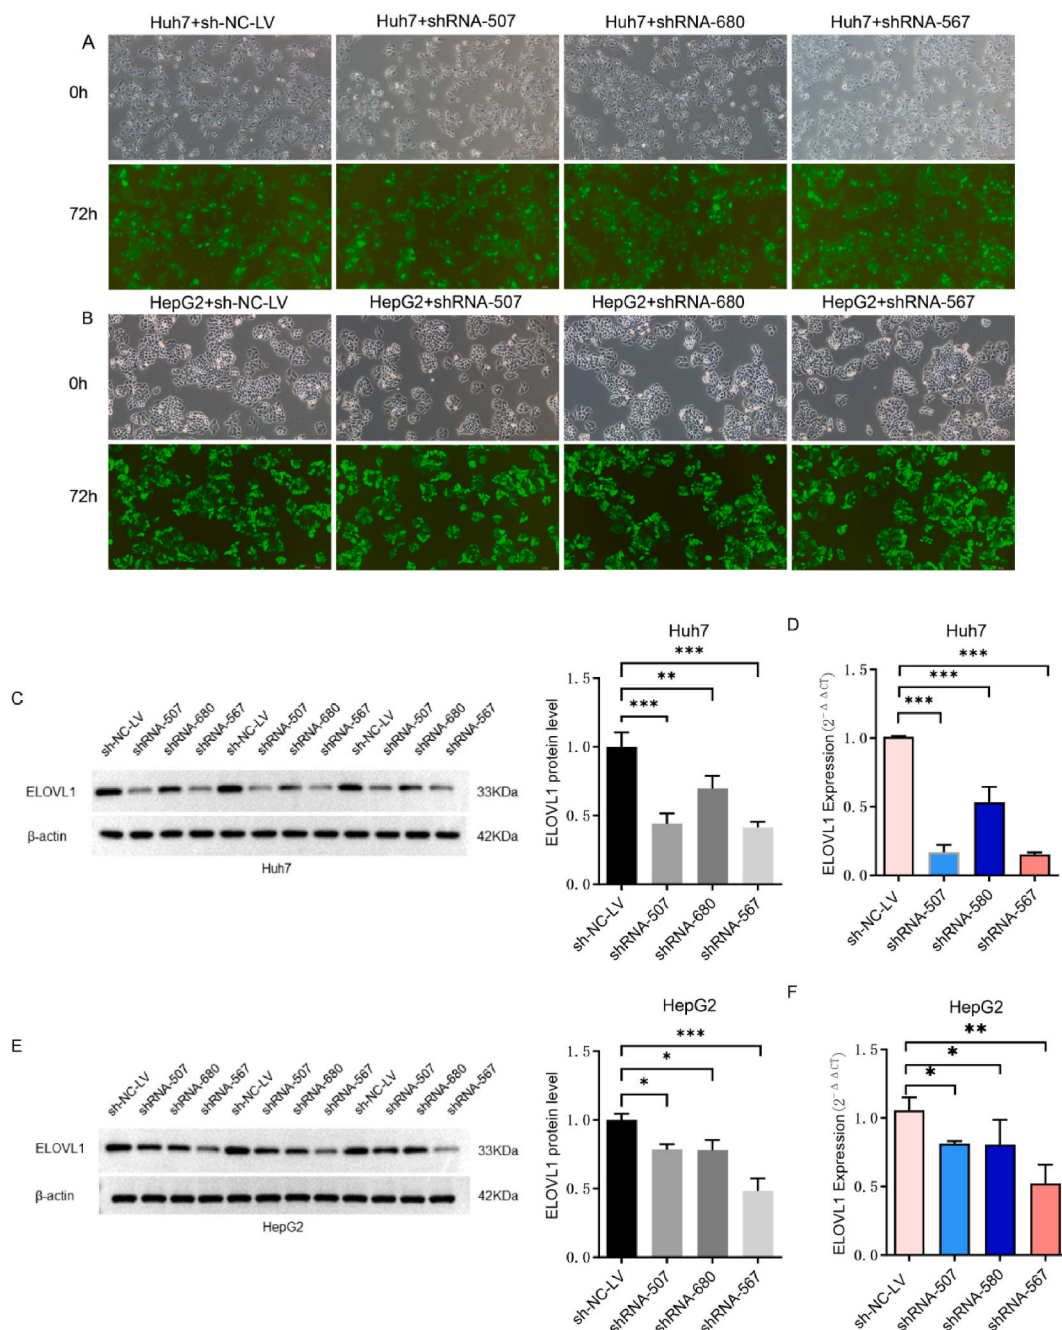 Huh7+sh-NC-LV Huh7+shRNA-507 Huh7+shRNA-680 Huh7+shRNA-567
A
0h
72h
HepG2+sh-NC-LV HepG2+shRNA-507 HepG2+shRNA-680 HepG2+shRNA-567
B
0h
72h
C
sh-NC-LV shRNA-507 shRNA-680 shRNA-567 sh-NC-LV shRNA-507 shRNA-680 shRNA-567 sh-NC-LV shRNA-507 shRNA-680 shRNA-567
ELOVL1 33KDa
β-actin 42KDa
Huh7
Huh7
***
**
***
ELOVL1 protein level
1.5
1.0
0.5
0.0
sh-NC-LV shRNA-507 shRNA-680 shRNA-567
D
Huh7
***
***
***
ELOVL1 Expression (2^-ΔΔCT)
1.5
1.0
0.5
0.0
sh-NC-LV shRNA-507 shRNA-580 shRNA-567
E
sh-NC-LV shRNA-507 shRNA-680 shRNA-567 sh-NC-LV shRNA-507 shRNA-680 shRNA-567 sh-NC-LV shRNA-507 shRNA-680 shRNA-567
ELOVL1 33KDa
β-actin 42KDa
HepG2
HepG2
***
*
*
ELOVL1 protein level
1.5
1.0
0.5
0.0
sh-NC-LV shRNA-507 shRNA-680 shRNA-567
F
HepG2
**
*
*
ELOVL1 Expression (2^-ΔΔCT)
1.5
1.0
0.5
0.0
sh-NC-LV shRNA-507 shRNA-580 shRNA-567